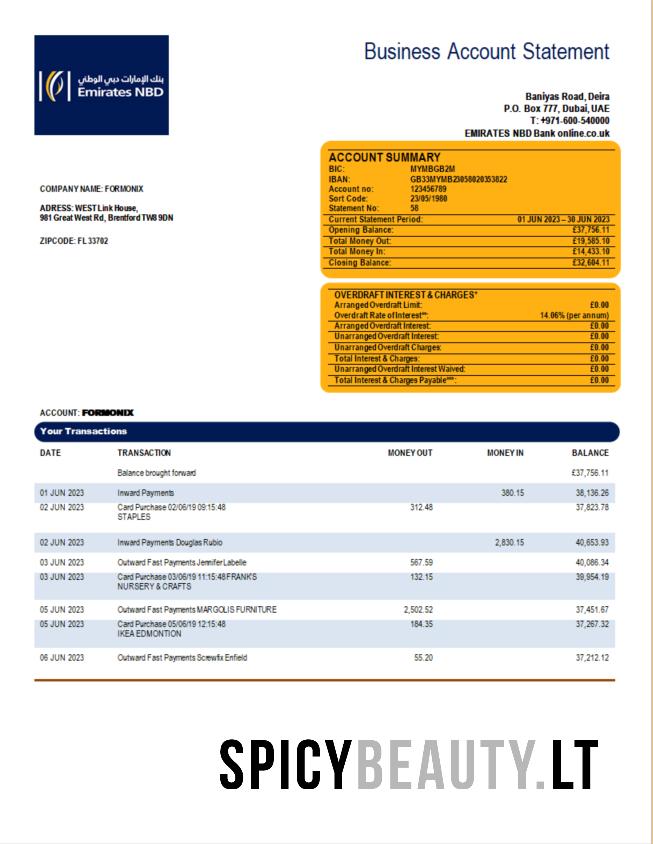 Business Account Statement
بنك الإمارات دبي الوطني
Emirates NBD
Baniyas Road, Deira
P.O. Box 777, Dubai, UAE
T: +971-600-540000
EMIRATES NBD Bank online.co.uk
ACCOUNT SUMMARY
BIC: MYMBGB2M
IBAN: GB33MYMB23058020353822
Account no: 123456789
Sort Code: 23/05/1980
Statement No: 58
Current Statement Period: 01 JUN 2023 – 30 JUN 2023
Opening Balance: £37,756.11
Total Money Out: £19,585.10
Total Money In: £14,433.10
Closing Balance: £32,604.11
COMPANY NAME: FORMONIX
ADRESS: WEST Link House,
981 Great West Rd, Brentford TW8 9DN
ZIPCODE: FL 33702
OVERDRAFT INTEREST & CHARGES*
Arranged Overdraft Limit: £0.00
Overdraft Rate of Interest**: 14.06% (per annum)
Arranged Overdraft Interest: £0.00
Unarranged Overdraft Interest: £0.00
Unarranged Overdraft Charges: £0.00
Total Interest & Charges: £0.00
Unarranged Overdraft Interest Waived: £0.00
Total Interest & Charges Payable***: £0.00
ACCOUNT: FORMONIX
Your Transactions
DATE TRANSACTION MONEY OUT MONEY IN BALANCE
Balance brought forward £37,756.11
01 JUN 2023 Inward Payments 380.15 38,136.26
02 JUN 2023 Card Purchase 02/06/19 09:15:48 312.48 37,823.78
STAPLES
02 JUN 2023 Inward Payments Douglas Rubio 2,830.15 40,653.93
03 JUN 2023 Outward Fast Payments Jennifer Labelle 567.59 40,086.34
03 JUN 2023 Card Purchase 03/06/19 11:15:48 FRANK'S 132.15 39,954.19
NURSERY & CRAFTS
05 JUN 2023 Outward Fast Payments MARGOLIS FURNITURE 2,502.52 37,451.67
05 JUN 2023 Card Purchase 05/06/19 12:15:48 184.35 37,267.32
IKEA EDMONTION
06 JUN 2023 Outward Fast Payments Screwfix Enfield 55.20 37,212.12
SPICYBEAUTY.LT